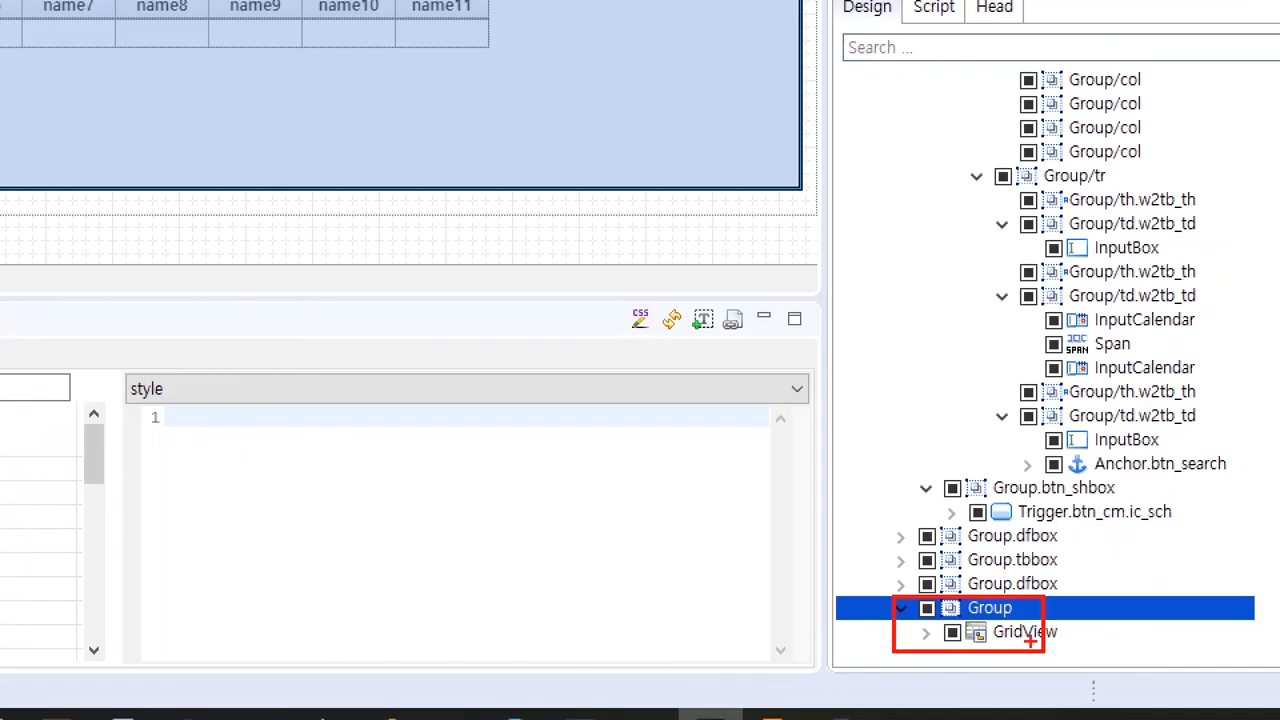 name7 name8 name9 name10 name11
Design Script Head
Search ...
Group/col
Group/col
Group/col
Group/col
Group/tr
Group/th.w2tb_th
Group/td.w2tb_td
InputBox
Group/th.w2tb_th
Group/td.w2tb_td
InputCalendar
SPAN Span
InputCalendar
Group/th.w2tb_th
Group/td.w2tb_td
InputBox
Anchor.btn_search
Group.btn_shbox
Trigger.btn_cm.ic_sch
Group.dfbox
Group.tbbox
Group.dfbox
Group
GridView
CSS
style
1